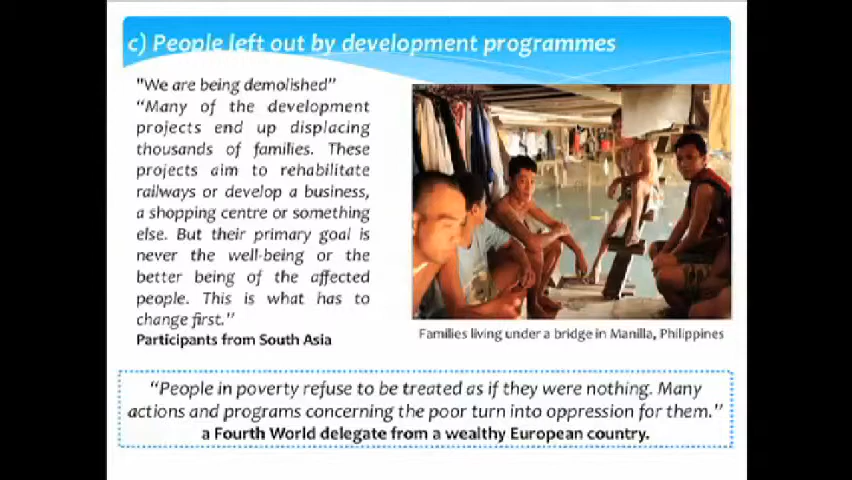 c) People left out by development programmes
"We are being demolished"
"Many of the development
projects end up displacing
thousands of families. These
projects aim to rehabilitate
railways or develop a business,
a shopping centre or something
else. But their primary goal is
never the well-being or the
better being of the affected
people. This is what has to
change first."
Participants from South Asia
Families living under a bridge in Manilla, Philippines
"People in poverty refuse to be treated as if they were nothing. Many
actions and programs concerning the poor turn into oppression for them."
a Fourth World delegate from a wealthy European country.